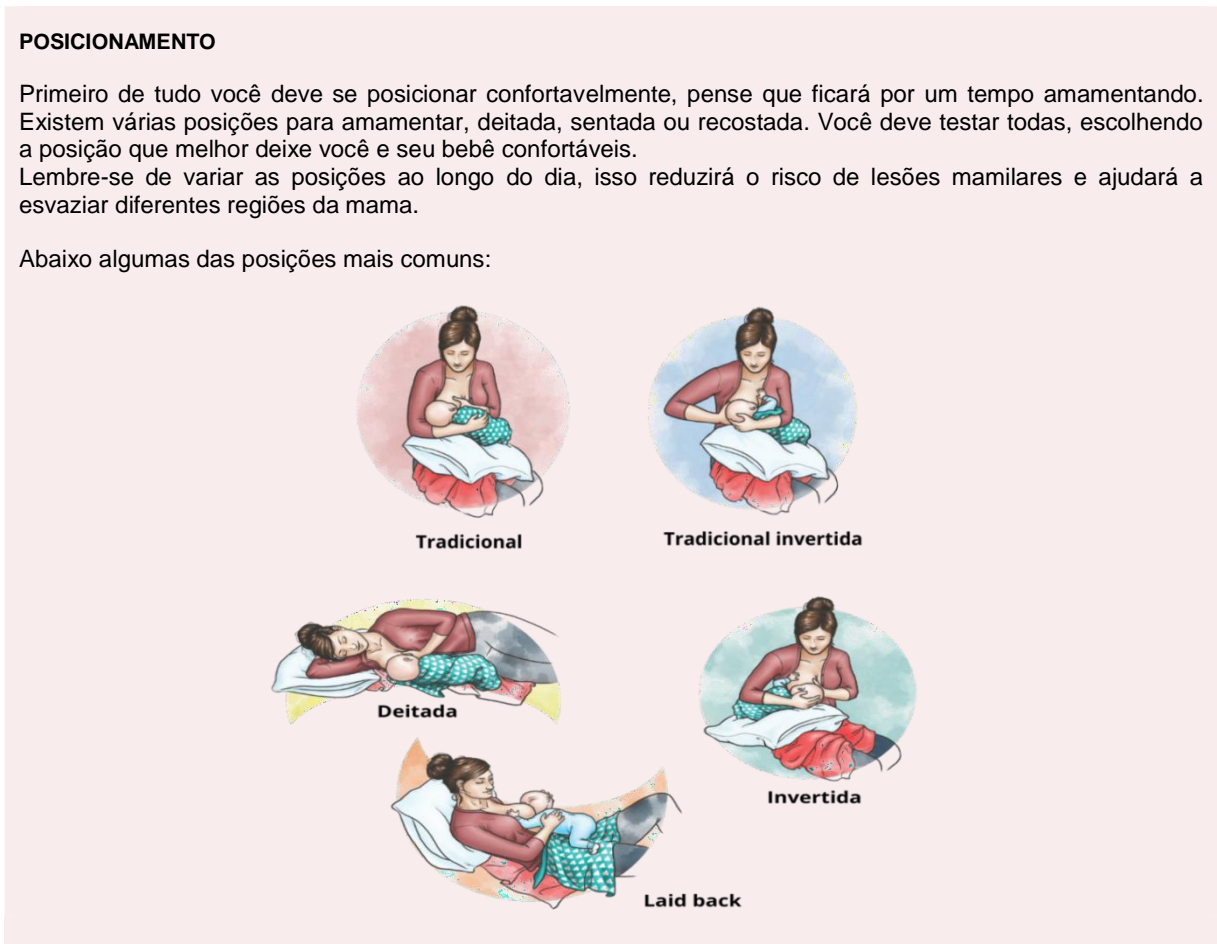 POSICIONAMENTO
Primeiro de tudo você deve se posicionar confortavelmente, pense que ficará por um tempo amamentando.
Existem várias posições para amamentar, deitada, sentada ou recostada. Você deve testar todas, escolhendo
a posição que melhor deixe você e seu bebê confortáveis.
Lembre-se de variar as posições ao longo do dia, isso reduzirá o risco de lesões mamilares e ajudará a
esvaziar diferentes regiões da mama.
Abaixo algumas das posições mais comuns:
Tradicional
Tradicional invertida
Deitada
Invertida
Laid back